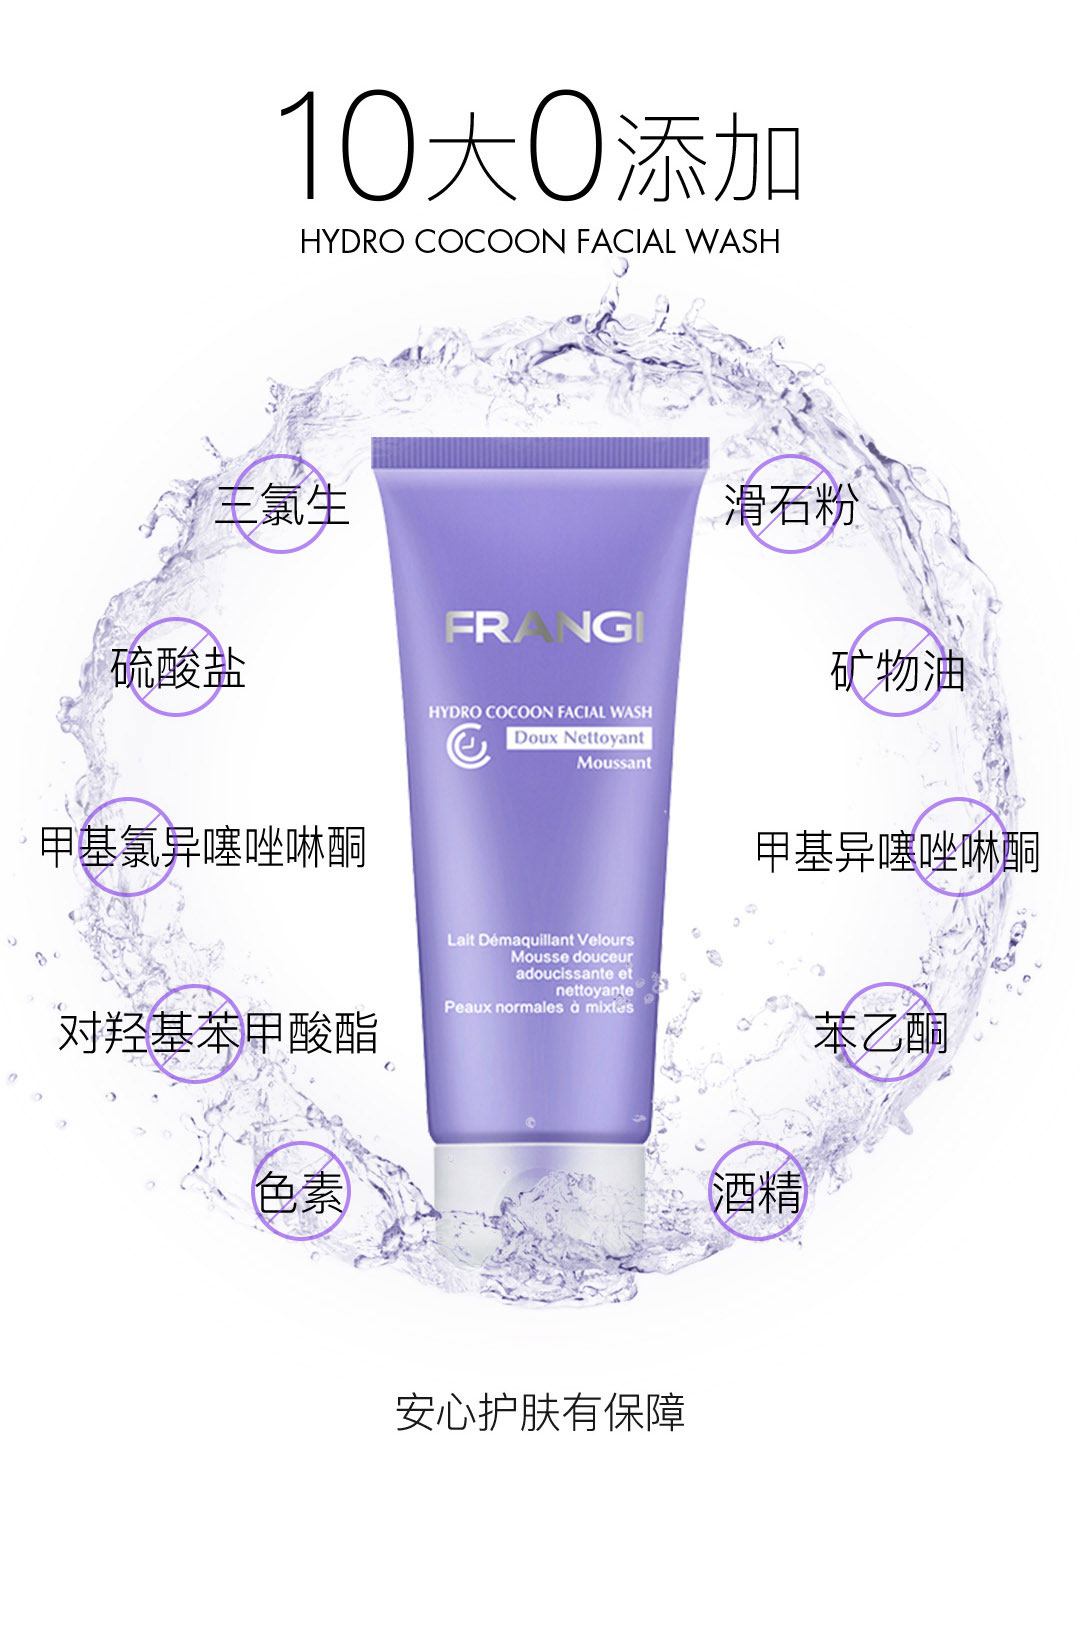 10大0添加
HYDRO COCOON FACIAL WASH
三氯生
滑石粉
硫酸盐
矿物油
甲基氯异噻唑啉酮
甲基异噻唑啉酮
对羟基苯甲酸酯
苯乙酮
色素
酒精
FRANGI
HYDRO COCOON FACIAL WASH
Doux Nettoyant
Moussant
Lait Démaquillant Velours
Mousse douceur
adoucissante et
nettoyante
Peaux normales à mixtes
安心护肤有保障